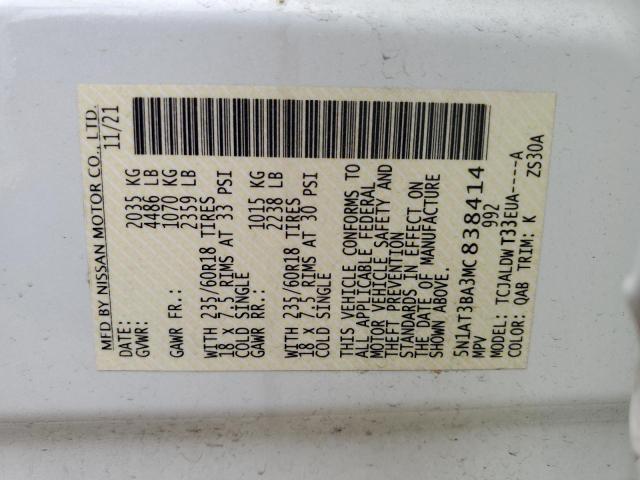 MFD BY NISSAN MOTOR CO., LTD.
DATE: 11/21
GVWR: 2035 KG
4486 LB
GAWR FR.: 1070 KG
2359 LB
WITH 235/60R18 TIRES
18 X 7.5 RIMS AT 33 PSI
COLD SINGLE
GAWR RR.: 1015 KG
2238 LB
WITH 235/60R18 TIRES
18 X 7.5 RIMS AT 30 PSI
COLD SINGLE
THIS VEHICLE CONFORMS TO
ALL APPLICABLE FEDERAL
MOTOR VEHICLE SAFETY AND
THEFT PREVENTION
STANDARDS IN EFFECT ON
THE DATE OF MANUFACTURE
SHOWN ABOVE.
5N1AT3BA3MC838414
MPV 992
MODEL: TCJALDWT33EUA----A
COLOR: QAB TRIM: K ZS30A